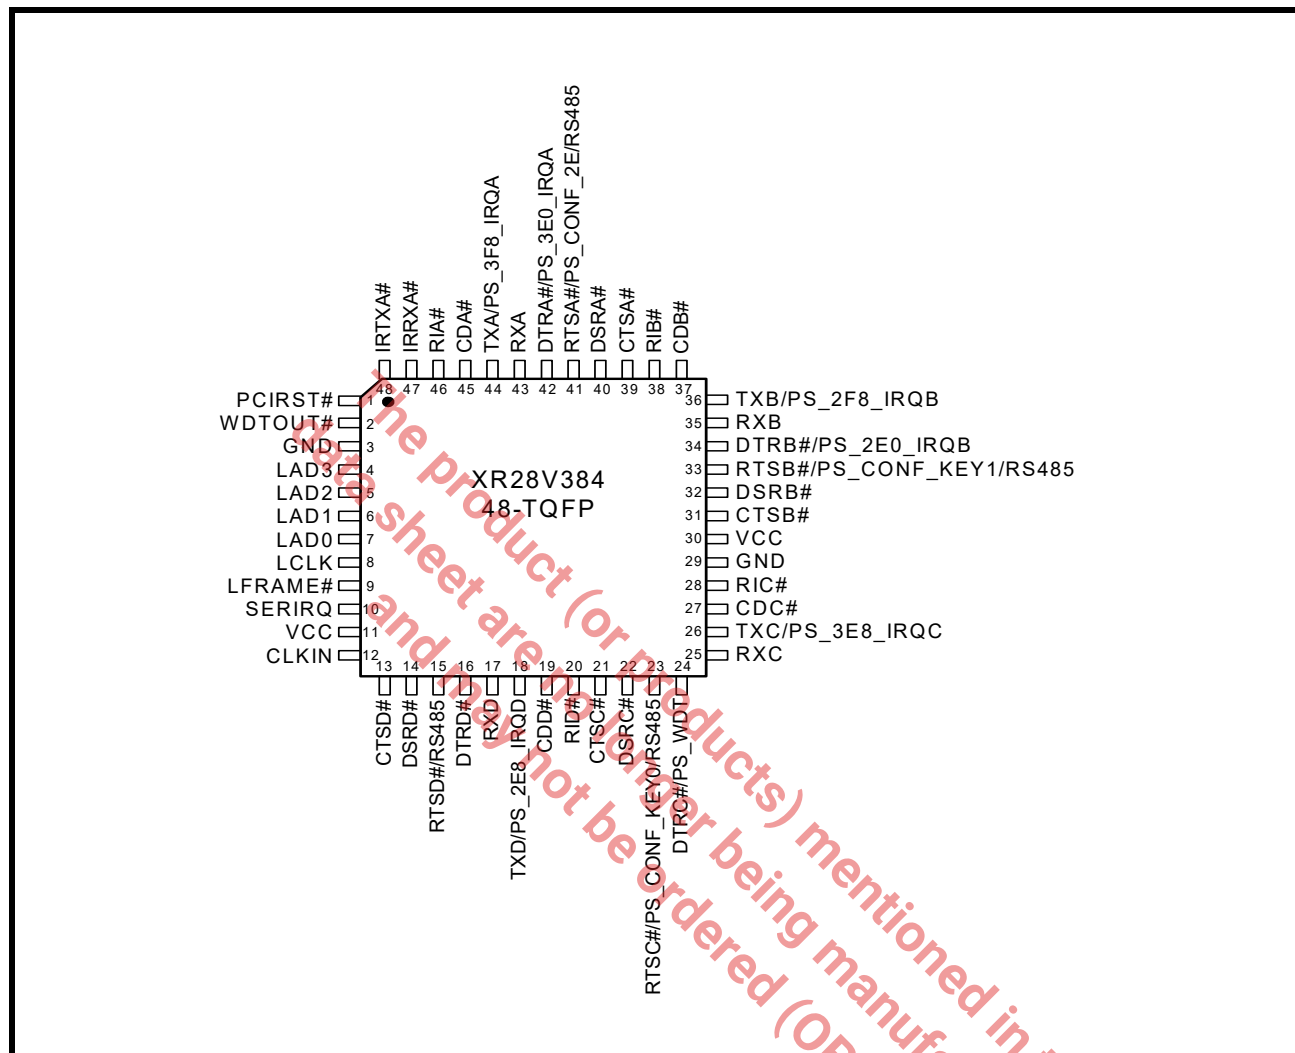 IRTXA#
IRRXA#
RIA#
CDA#
TXA/PS_3F8_IRQA
RXA
DTRA#/PS_3E0_IRQA
RTSA#/PS_CONF_2E/RS485
DSRA#
CTSA#
RIB#
CDB#
48 47 46 45 44 43 42 41 40 39 38 37
PCIRST# 1
WDTOUT# 2
GND 3
LAD3 4
LAD2 5
LAD1 6
LAD0 7
LCLK 8
LFRAME# 9
SERIRQ 10
VCC 11
CLKIN 12
XR28V384
48-TQFP
36 TXB/PS_2F8_IRQB
35 RXB
34 DTRB#/PS_2E0_IRQB
33 RTSB#/PS_CONF_KEY1/RS485
32 DSRB#
31 CTSB#
30 VCC
29 GND
28 RIC#
27 CDC#
26 TXC/PS_3E8_IRQC
25 RXC
13 14 15 16 17 18 19 20 21 22 23 24
CTSD#
DSRD#
RTSD#/RS485
DTRD#
RXD
TXD/PS_2E8_IRQD
CDD#
RID#
CTSC#
DSRC#
RTSC#/PS_CONF_KEY0/RS485
DTRC#/PS_WDT
The product (or products) mentioned in
data sheet are no longer being
and may not be ordered